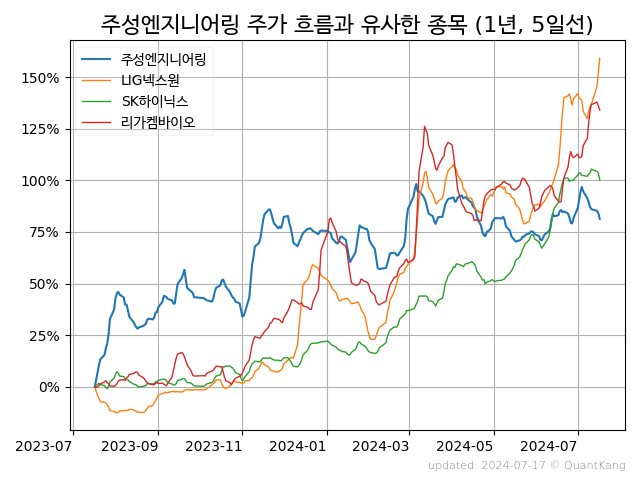 주성엔지니어링 주가 흐름과 유사한 종목 (1년, 5일선)
주성엔지니어링
LIG넥스원
SK하이닉스
리가켐바이오
150%
125%
100%
75%
50%
25%
0%
2023-07 2023-09 2023-11 2024-01 2024-03 2024-05 2024-07
updated: 2024-07-17 © QuantKang